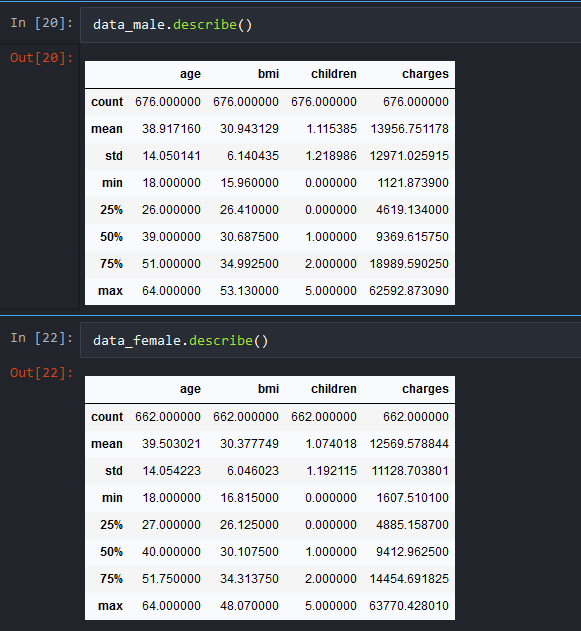 In [20]: data_male.describe()
Out[20]:
age bmi children charges
count 676.000000 676.000000 676.000000 676.000000
mean 38.917160 30.943129 1.115385 13956.751178
std 14.050141 6.140435 1.218986 12971.025915
min 18.000000 15.960000 0.000000 1121.873900
25% 26.000000 26.410000 0.000000 4619.134000
50% 39.000000 30.687500 1.000000 9369.615750
75% 51.000000 34.992500 2.000000 18989.590250
max 64.000000 53.130000 5.000000 62592.873090
In [22]: data_female.describe()
Out[22]:
age bmi children charges
count 662.000000 662.000000 662.000000 662.000000
mean 39.503021 30.377749 1.074018 12569.578844
std 14.054223 6.046023 1.192115 11128.703801
min 18.000000 16.815000 0.000000 1607.510100
25% 27.000000 26.125000 0.000000 4885.158700
50% 40.000000 30.107500 1.000000 9412.962500
75% 51.750000 34.313750 2.000000 14454.691825
max 64.000000 48.070000 5.000000 63770.428010